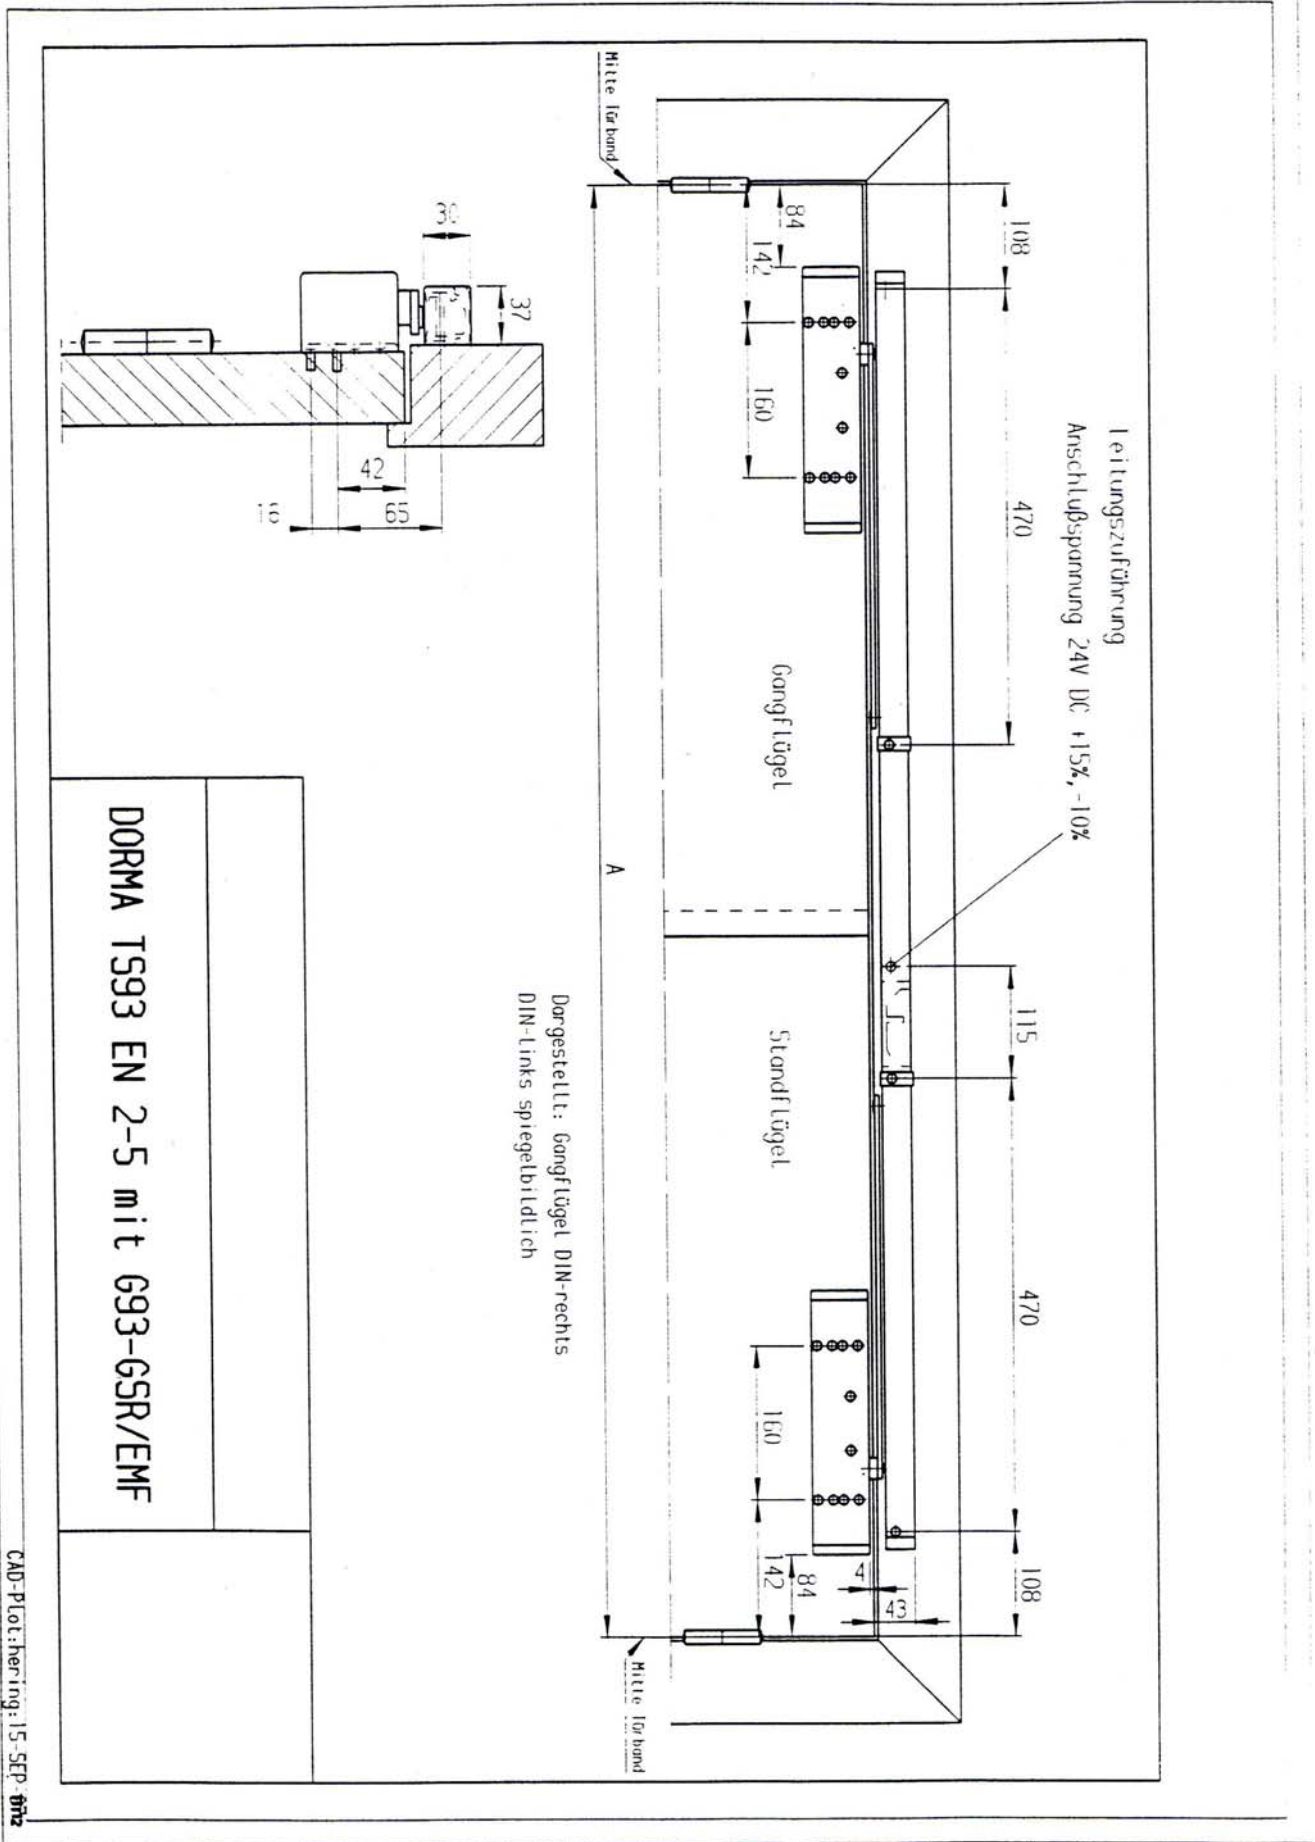 Leitungszuführung
Anschlußspannung 24V DC +15%, -10%
108
470
115
470
108
Mitte Türband
84
142
160
Gangflügel
Standflügel
160
142
84
4
43
Mitte Türband
A
30
37
42
65
16
Dargestellt: Gangflügel DIN-rechts
DIN-Links spiegelbildlich
DORMA TS93 EN 2-5 mit G93-GSR/EMF
CAD-Plot:hering:15-SEP